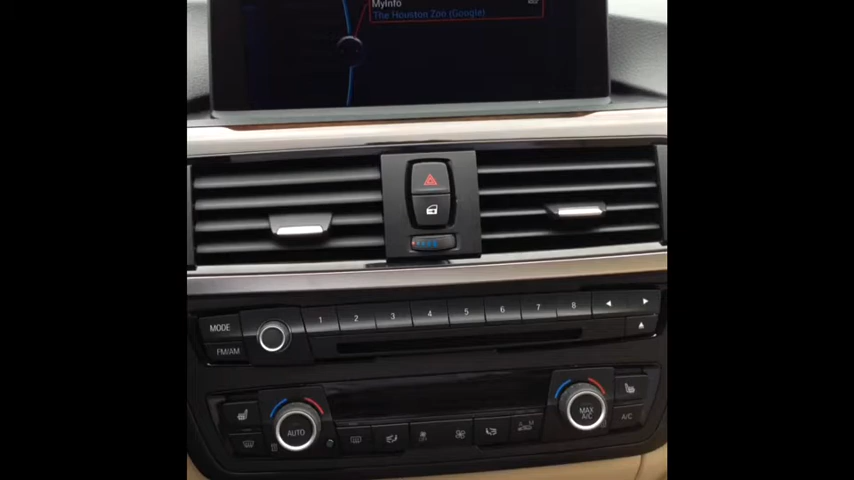 MyInfo
The Houston Zoo (Google)
MODE
1 2 3 4 5 6 7 8
FM/AM
AUTO
MAX
A/C
A/C